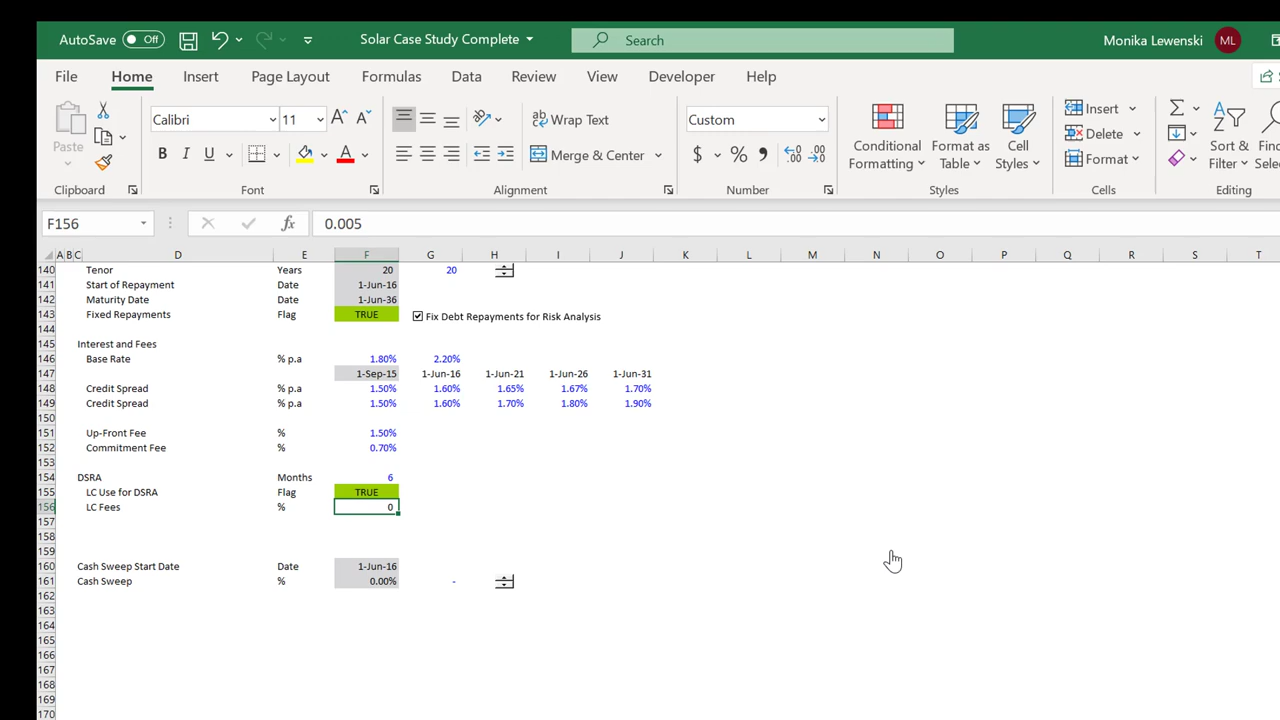 AutoSave Off Solar Case Study Complete Search Monika Lewenski ML
File Home Insert Page Layout Formulas Data Review View Developer Help
Paste Calibri 11 A A ab Wrap Text Custom Insert
B I U A Merge & Center $ % Conditional Formatting Format as Table Cell Styles Delete Format Sort & Filter
Clipboard Font Alignment Number Styles Cells Editing
F156 fx 0.005
A B C D E F G H I J K L M N O P Q R S T
140 Tenor Years 20 20
141 Start of Repayment Date 1-Jun-16
142 Maturity Date Date 1-Jun-36
143 Fixed Repayments Flag TRUE Fix Debt Repayments for Risk Analysis
144
145 Interest and Fees
146 Base Rate % p.a 1.80% 2.20%
147 1-Sep-15 1-Jun-16 1-Jun-21 1-Jun-26 1-Jun-31
148 Credit Spread % p.a 1.50% 1.60% 1.65% 1.67% 1.70%
149 Credit Spread % p.a 1.50% 1.60% 1.70% 1.80% 1.90%
150
151 Up-Front Fee % 1.50%
152 Commitment Fee % 0.70%
153
154 DSRA Months 6
155 LC Use for DSRA Flag TRUE
156 LC Fees % 0
157
158
159
160 Cash Sweep Start Date Date 1-Jun-16
161 Cash Sweep % 0.00% -
162
163
164
165
166
167
168
169
170